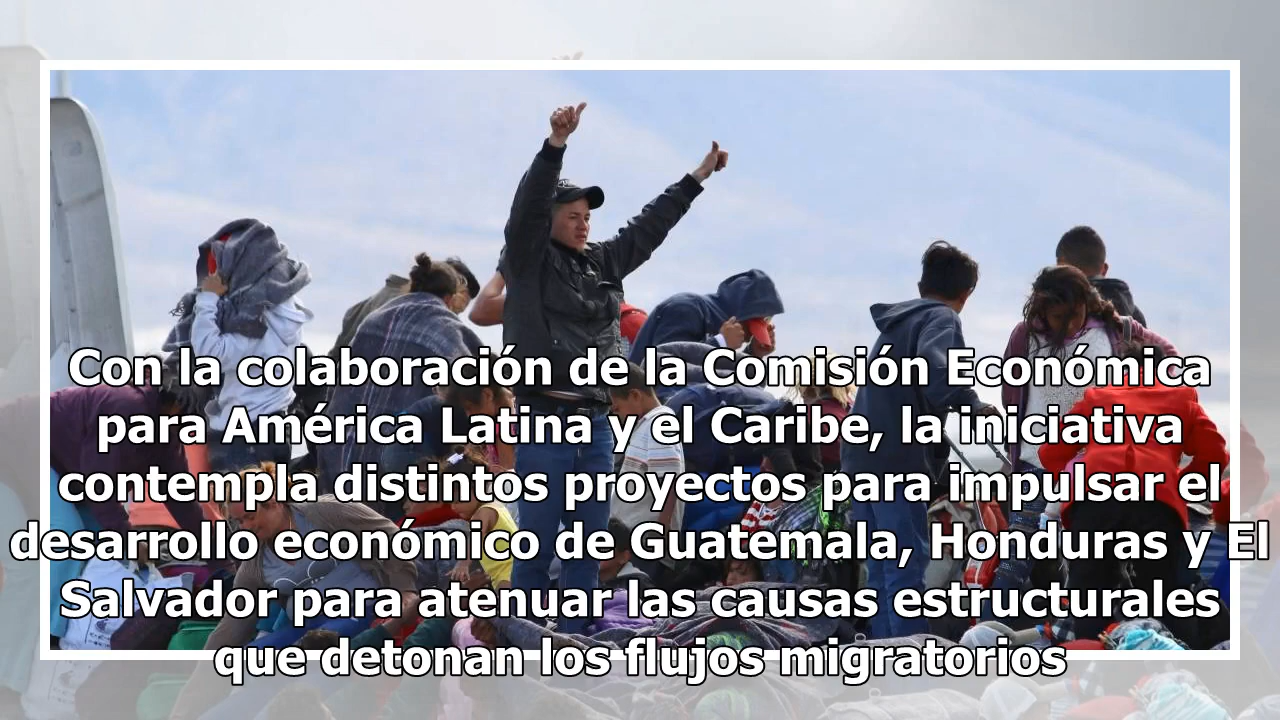 Con la colaboración de la Comisión Económica
para América Latina y el Caribe, la iniciativa
contempla distintos proyectos para impulsar el
desarrollo económico de Guatemala, Honduras y El
Salvador para atenuar las causas estructurales
que detonan los flujos migratorios